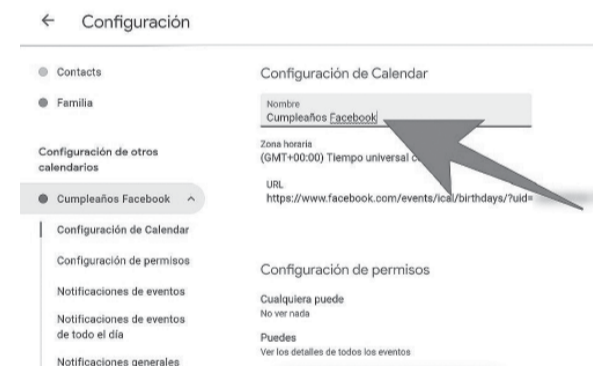 ← Configuración
Contacts
Familia
Configuración de otros
calendarios
Cumpleaños Facebook
Configuración de Calendar
Configuración de permisos
Notificaciones de eventos
Notificaciones de eventos
de todo el día
Notificaciones generales
Configuración de Calendar
Nombre
Cumpleaños Facebook
Zona horaria
(GMT+00:00) Tiempo universal
URL
https://www.facebook.com/events/ical/birthdays/?uid=
Configuración de permisos
Cualquiera puede
No ver nada
Puedes
Ver los detalles de todos los eventos